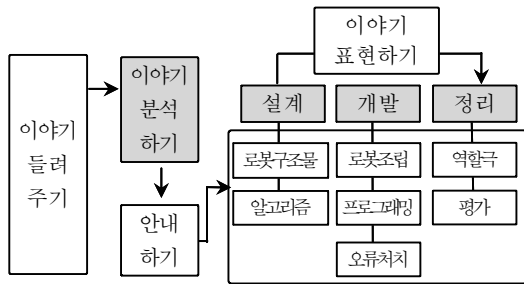 이야기
들려
주기
이야기
분석
하기
안내
하기
이야기
표현하기
설계
개발
정리
로봇구조물
로봇조립
역할극
알고리즘
프로그래밍
평가
오류처치